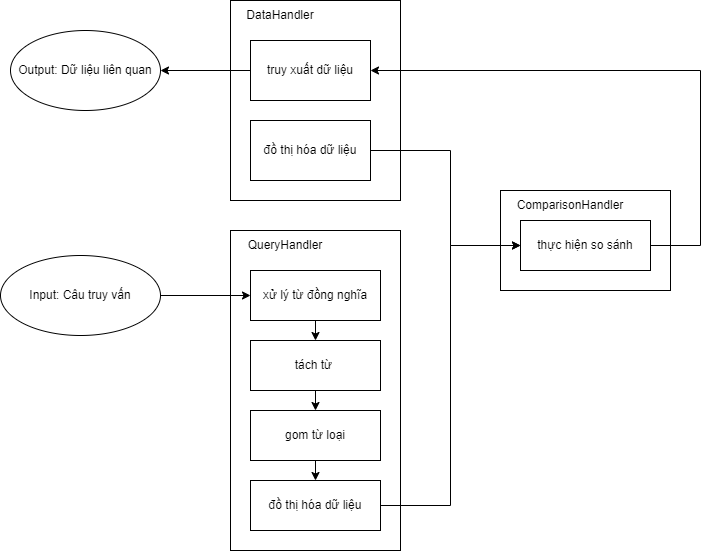 DataHandler
Output: Dữ liệu liên quan
truy xuất dữ liệu
đồ thị hóa dữ liệu
ComparisonHandler
thực hiện so sánh
QueryHandler
Input: Câu truy vấn
xử lý từ đồng nghĩa
tách từ
gom từ loại
đồ thị hóa dữ liệu